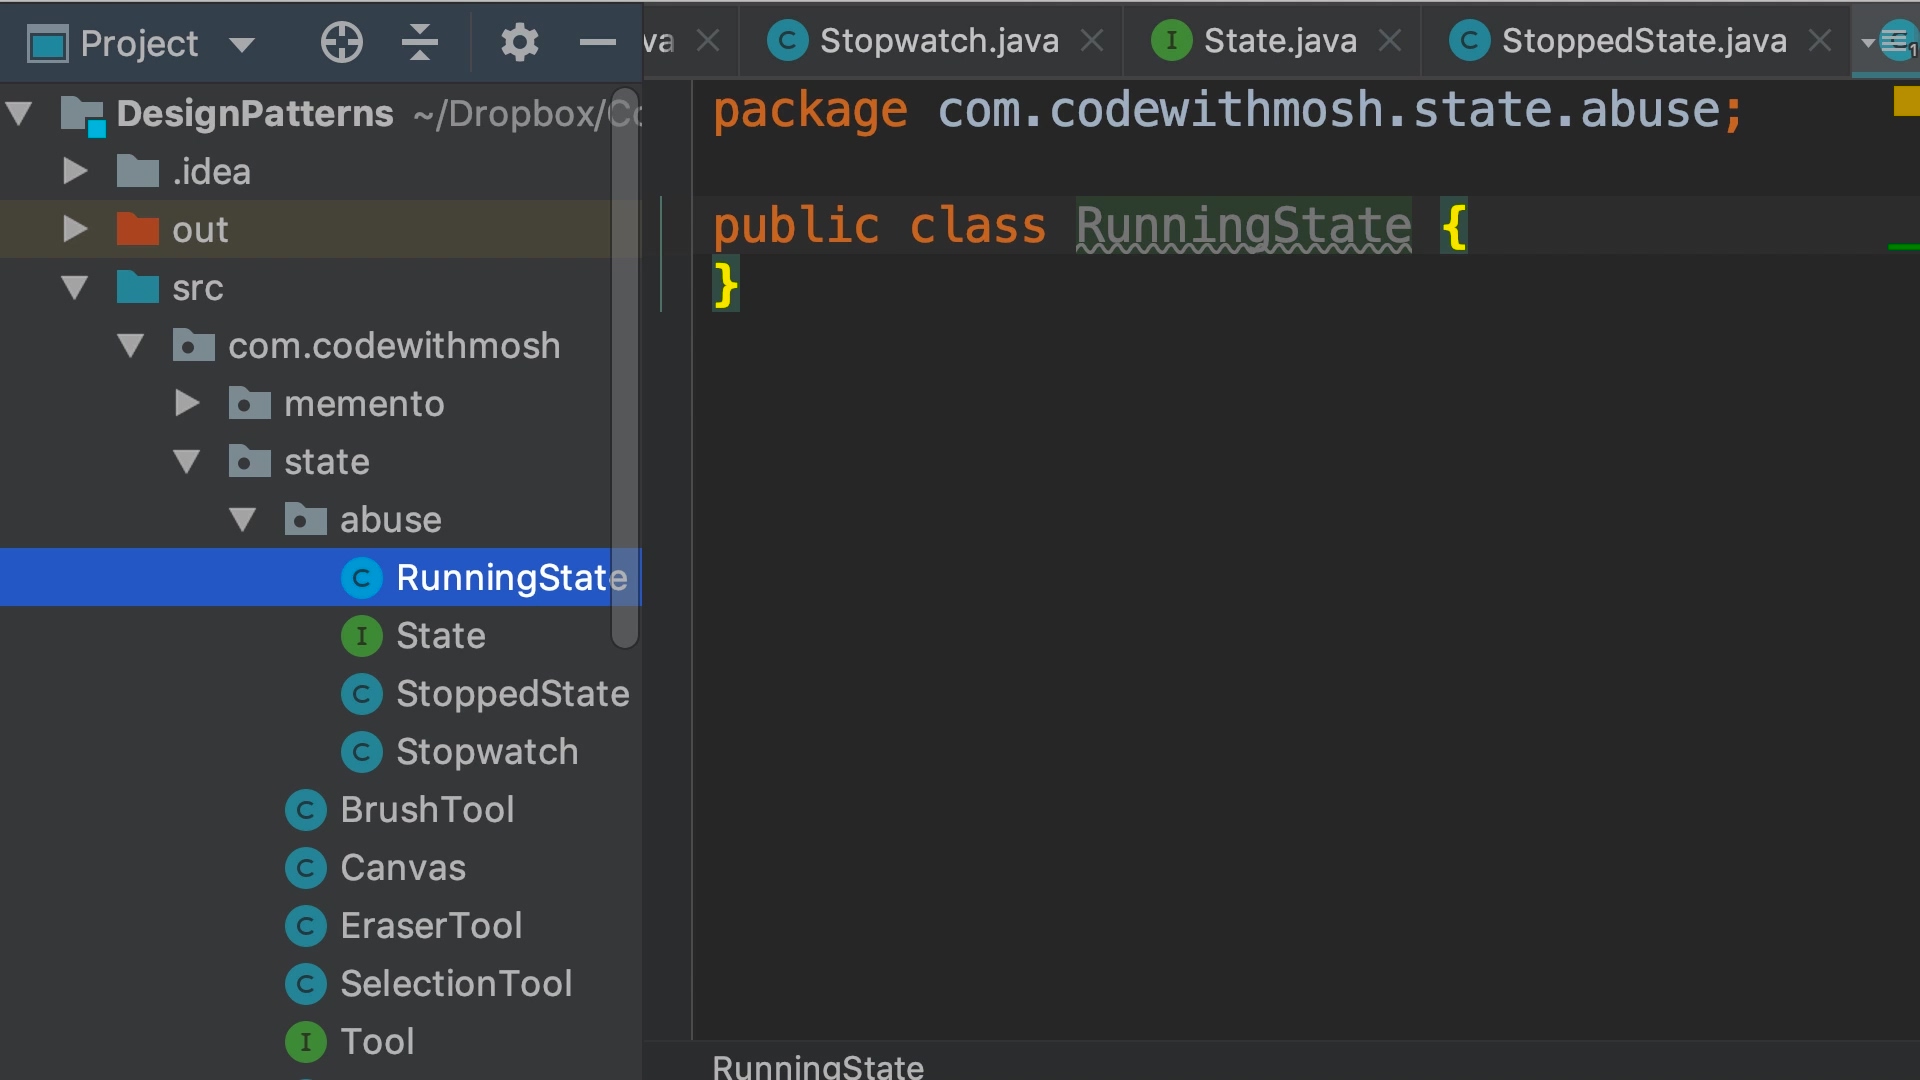 Project
va
Stopwatch.java
State.java
StoppedState.java
DesignPatterns ~/Dropbox/Co
.idea
out
src
com.codewithmosh
memento
state
abuse
C RunningState
I State
C StoppedState
C Stopwatch
C BrushTool
C Canvas
C EraserTool
C SelectionTool
I Tool
package com.codewithmosh.state.abuse;
public class RunningState {
}
RunningState